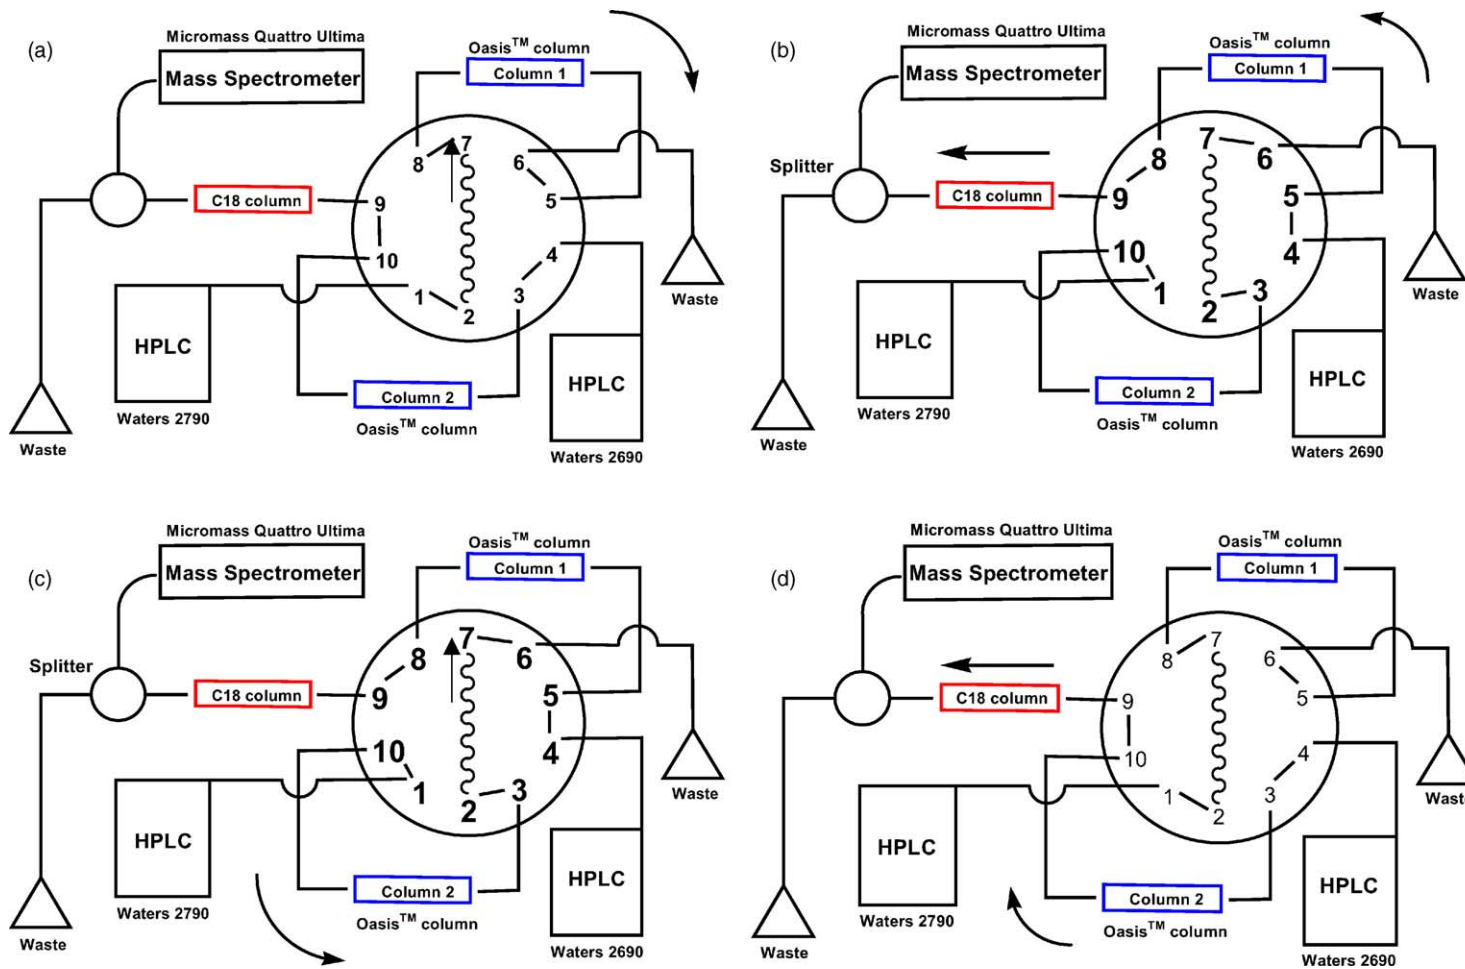 (a)
Micromass Quattro Ultima
Mass Spectrometer
Oasis™ column
Column 1
C18 column
7
8
6
5
9
4
10
3
1
2
HPLC
Waters 2790
Column 2
Oasis™ column
HPLC
Waters 2690
Waste
Waste
(b)
Micromass Quattro Ultima
Mass Spectrometer
Oasis™ column
Column 1
Splitter
C18 column
7
8
6
9
5
10
4
1
3
2
HPLC
Waters 2790
Column 2
Oasis™ column
HPLC
Waters 2690
Waste
Waste
(c)
Micromass Quattro Ultima
Mass Spectrometer
Oasis™ column
Column 1
Splitter
C18 column
7
8
6
9
5
10
4
1
3
2
HPLC
Waters 2790
Column 2
Oasis™ column
HPLC
Waters 2690
Waste
Waste
(d)
Micromass Quattro Ultima
Mass Spectrometer
Oasis™ column
Column 1
C18 column
7
8
6
9
5
10
4
1
3
2
HPLC
Waters 2790
Column 2
Oasis™ column
HPLC
Waters 2690
Waste
Wast